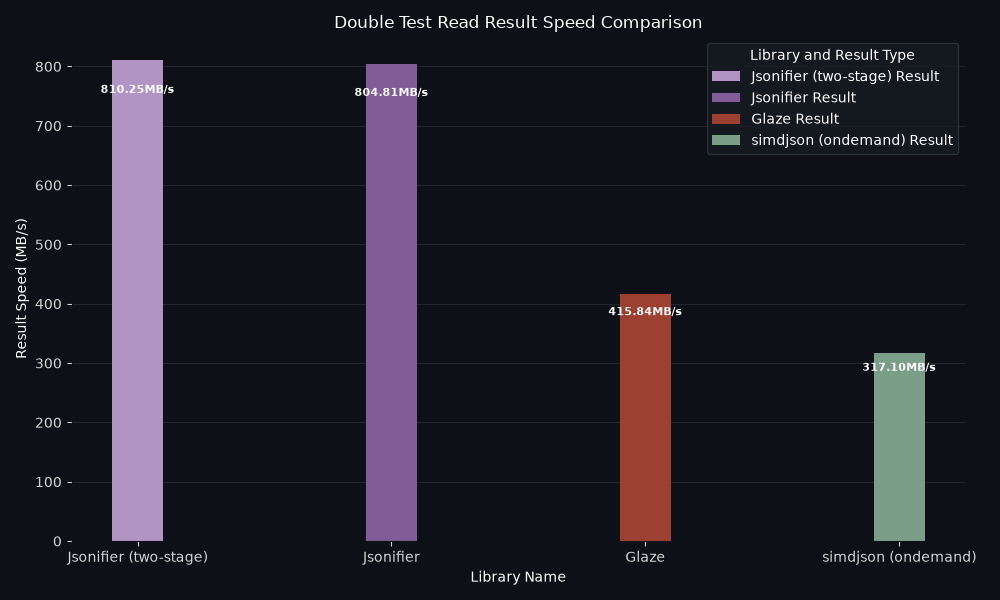 Double Test Read Result Speed Comparison
Library and Result Type
Jsonifier (two-stage) Result
Jsonifier Result
Glaze Result
simdjson (ondemand) Result
Result Speed (MB/s)
800
700
600
500
400
300
200
100
0
810.25MB/s
804.81MB/s
415.84MB/s
317.10MB/s
Jsonifier (two-stage)
Jsonifier
Glaze
simdjson (ondemand)
Library Name